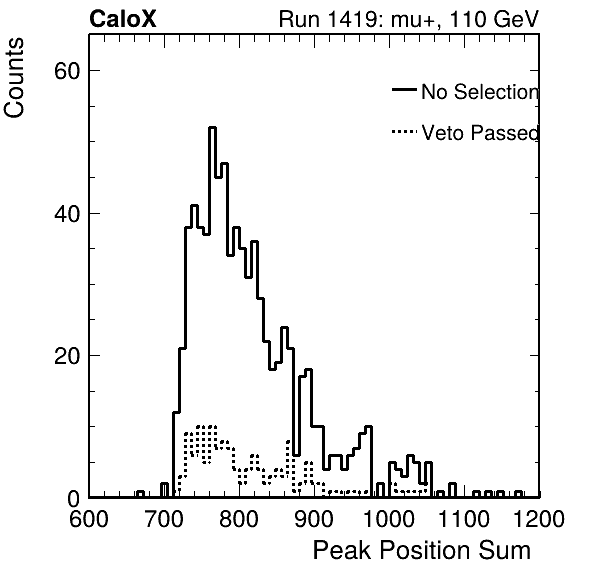 CaloX Run 1419: mu+, 110 GeV
Counts
60
No Selection
Veto Passed
40
20
0
600 700 800 900 1000 1100 1200
Peak Position Sum